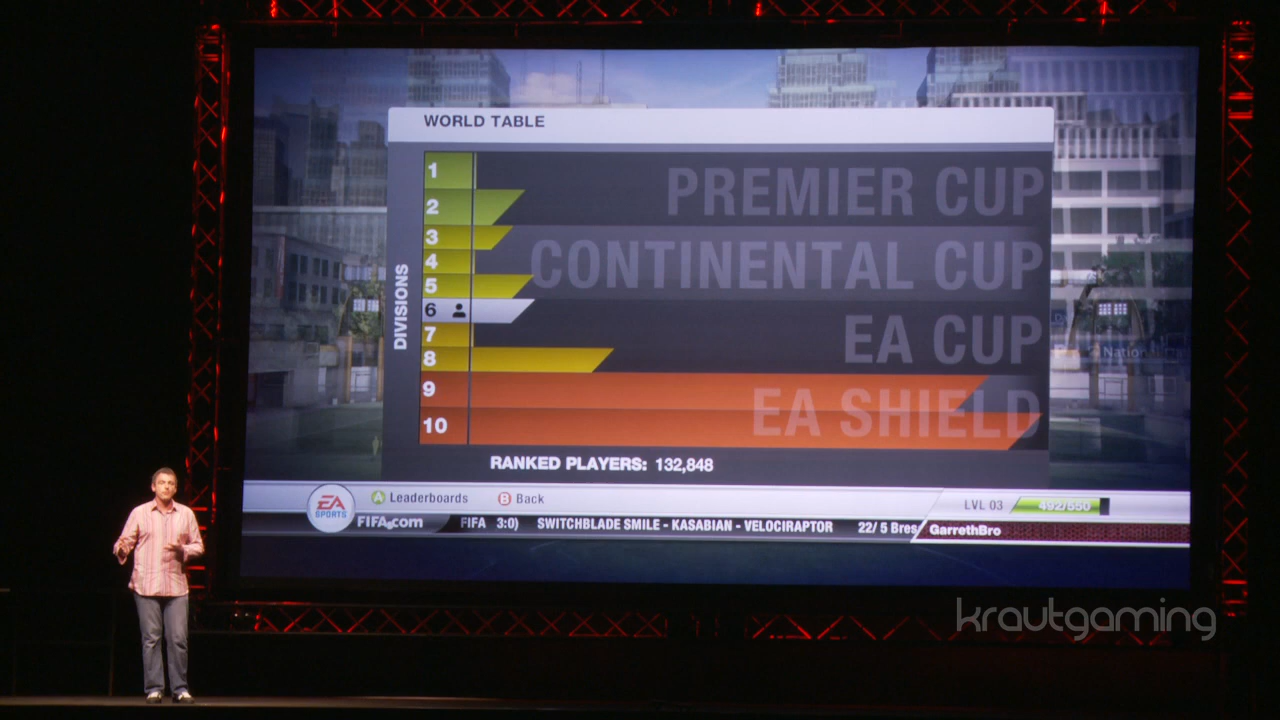 WORLD TABLE
DIVISIONS
1
2
PREMIER CUP
3
4
5
CONTINENTAL CUP
6
7
8
EA CUP
9
10
EA SHIELD
RANKED PLAYERS: 132,848
Nation
EA SPORTS
A Leaderboards
B Back
LVL 03
492/550
FIFA.com
FIFA 3:0) SWITCHBLADE SMILE - KASABIAN - VELOCIRAPTOR 22/ 5 Bres
GarrethBro
krautgaming